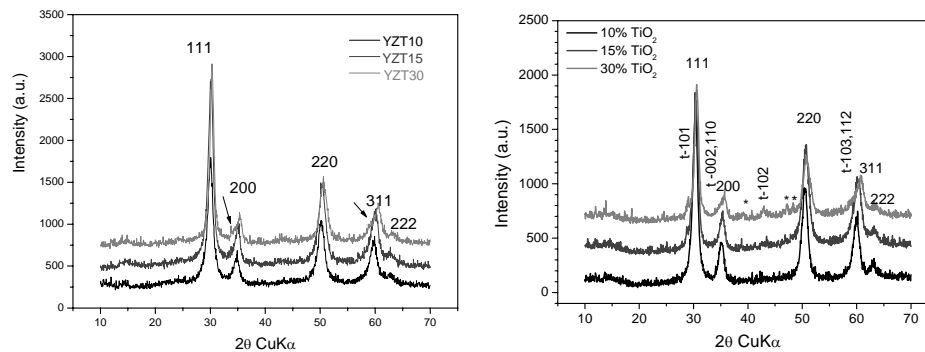 3500
3000
2500
2000
1500
1000
500
0
Intensity (a.u.)
10 20 30 40 50 60 70
2θ CuKα
111
200
220
311
222
YZT10
YZT15
YZT30
2500
2000
1500
1000
500
0
Intensity (a.u.)
10 20 30 40 50 60 70
2θ CuKα
10% TiO₂
15% TiO₂
30% TiO₂
t-101
111
t -002,110
200
*
t-102
* *
220
t-103,112
311
222